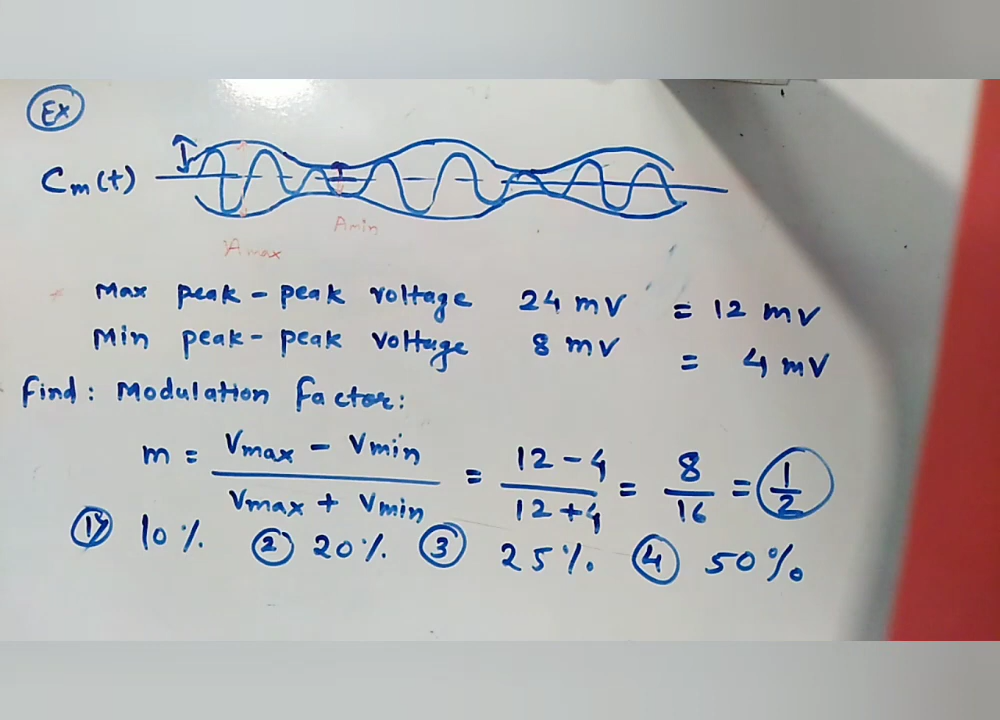 Ex
Cm(t)
Amin
Amax
Max peak-peak voltage 24 mV = 12 mV
Min peak-peak voltage 8 mV = 4 mV
Find: Modulation factor:
m = Vmax - Vmin / Vmax + Vmin = 12-4 / 12+4 = 8/16 = 1/2
1) 10% 2 20% 3 25% 4 50%